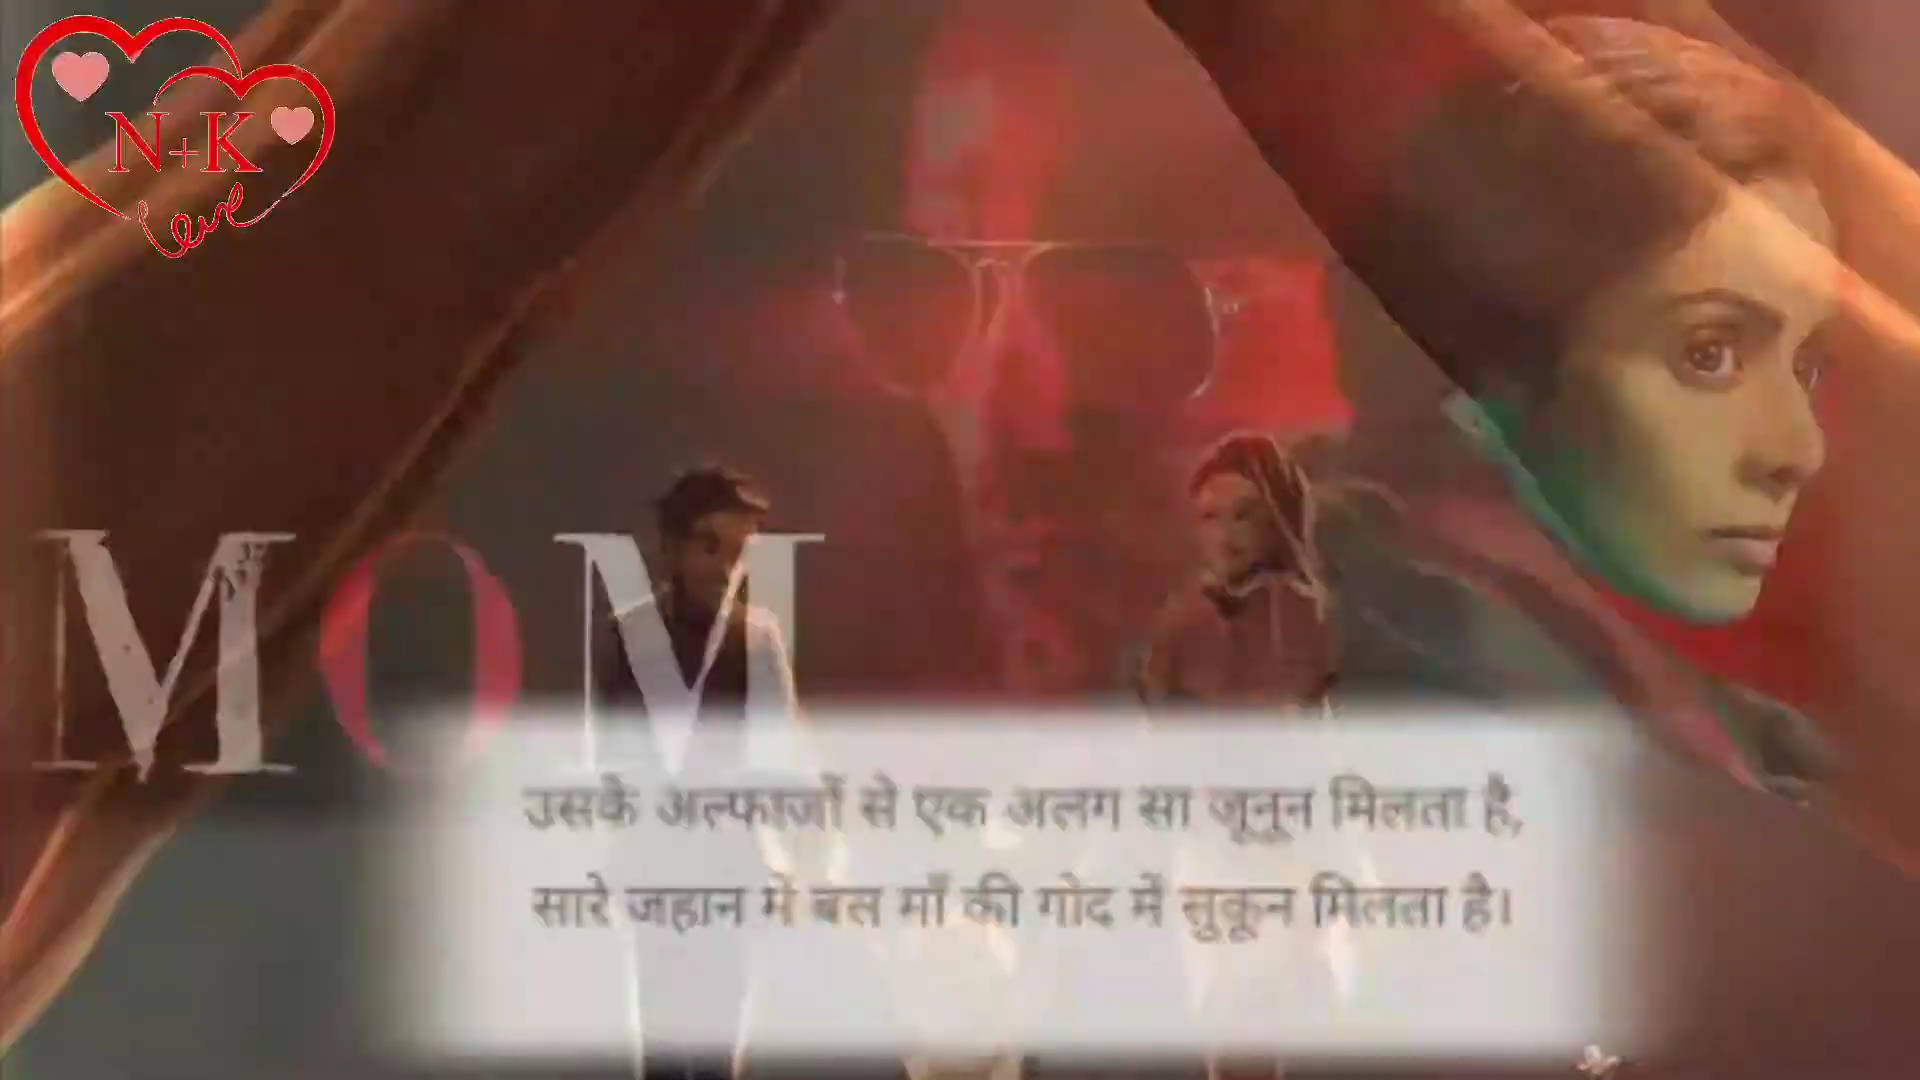 N+K
Love
MOM
उसके अल्फाजों से एक अलग सा जूनून मिलता है,
सारे जहान में बस माँ की गोद में सुकून मिलता है।